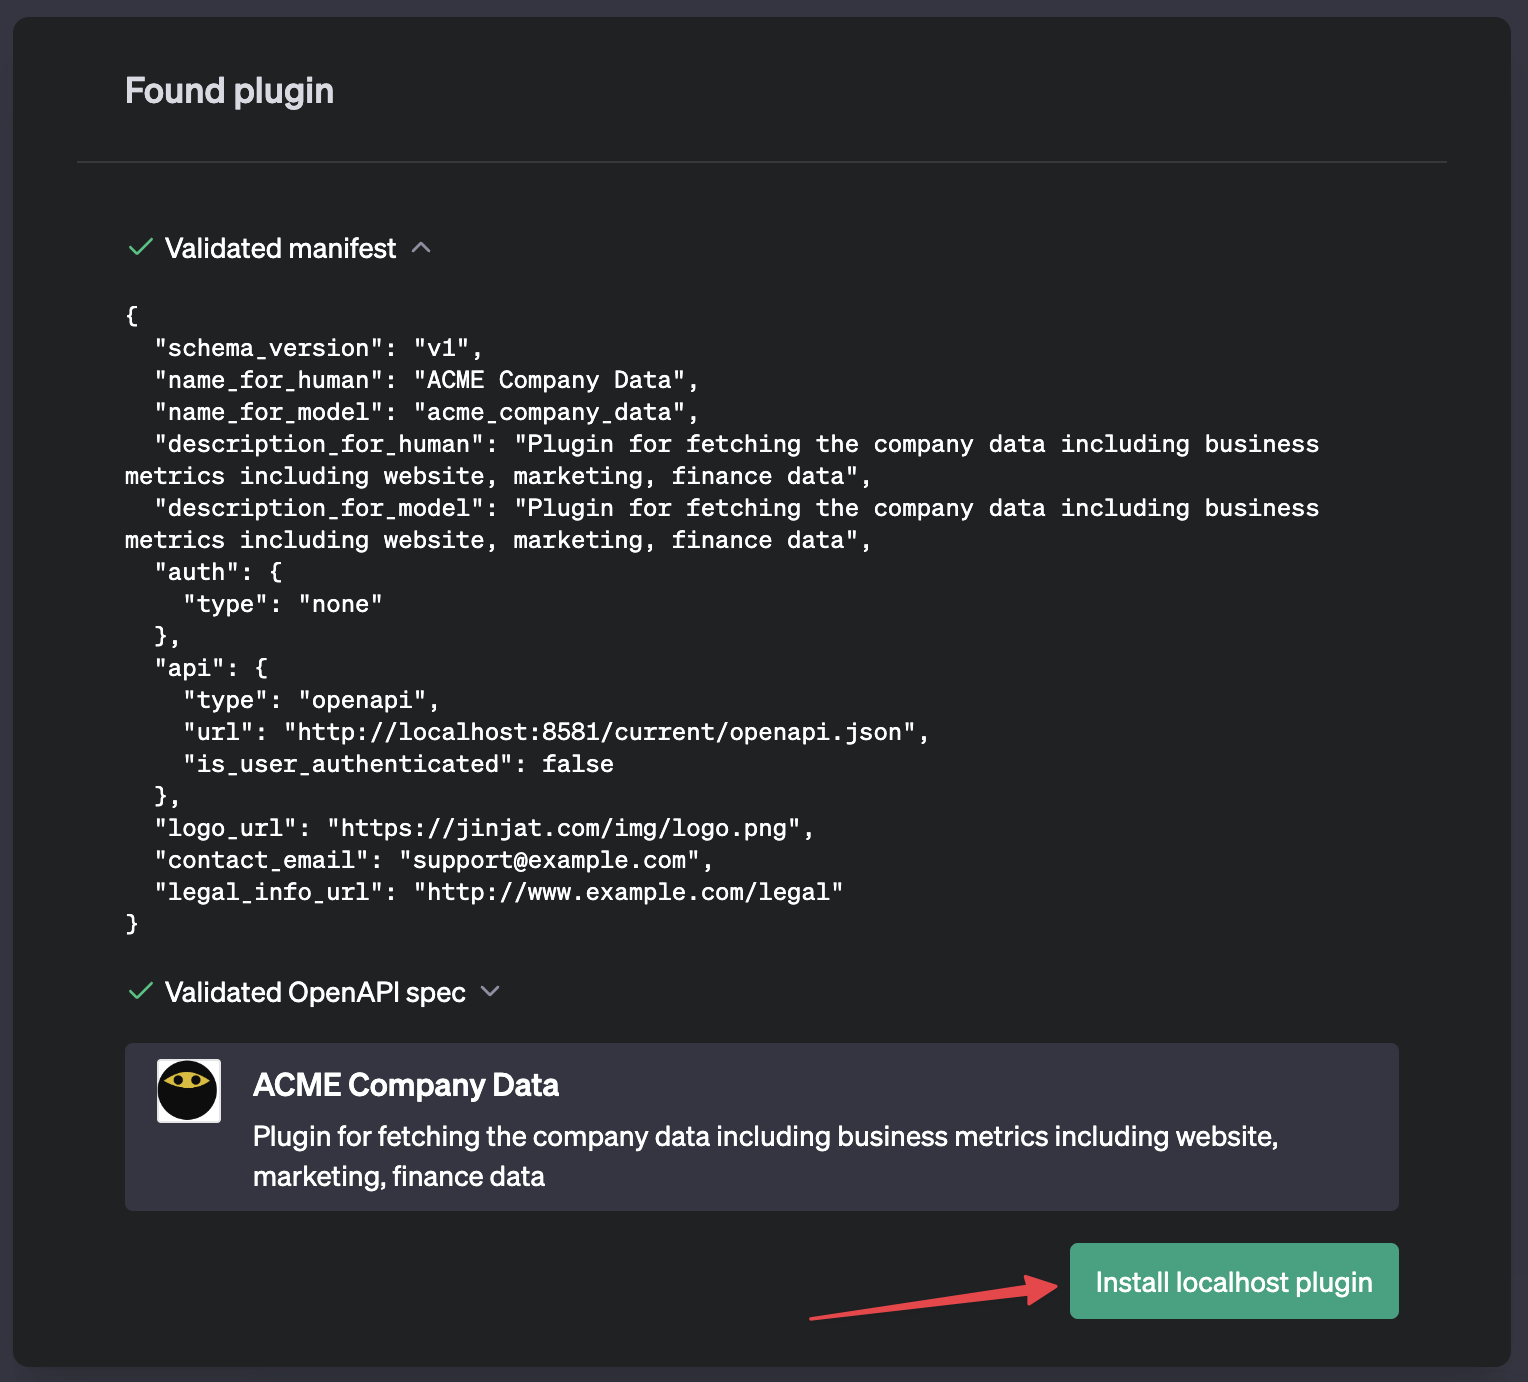 Found plugin
Validated manifest
{
  "schema_version": "v1",
  "name_for_human": "ACME Company Data",
  "name_for_model": "acme_company_data",
  "description_for_human": "Plugin for fetching the company data including business
metrics including website, marketing, finance data",
  "description_for_model": "Plugin for fetching the company data including business
metrics including website, marketing, finance data",
  "auth": {
    "type": "none"
  },
  "api": {
    "type": "openapi",
    "url": "http://localhost:8581/current/openapi.json",
    "is_user_authenticated": false
  },
  "logo_url": "https://jinjat.com/img/logo.png",
  "contact_email": "support@example.com",
  "legal_info_url": "http://www.example.com/legal"
}
Validated OpenAPI spec
ACME Company Data
Plugin for fetching the company data including business metrics including website,
marketing, finance data
Install localhost plugin